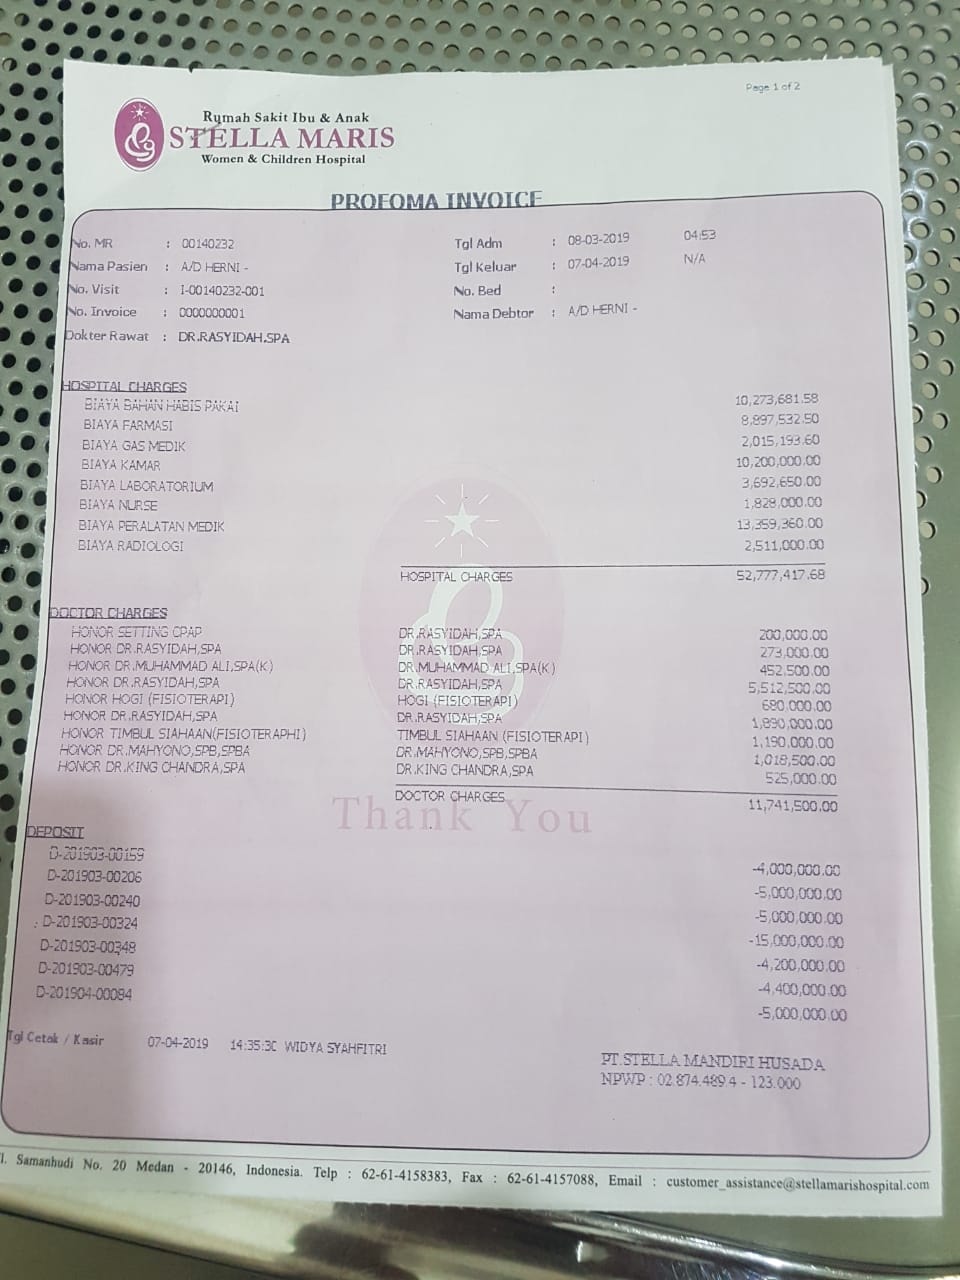 Page 1 of 2
Rumah Sakit Ibu & Anak
STELLA MARIS
Women & Children Hospital
PROFOMA INVOICE
No. MR : 00140232 Tgl Adm : 08-03-2019 04:53
Nama Pasien : A/D HERNI - Tgl Keluar : 07-04-2019 N/A
No. Visit : I-00140232-001 No. Bed :
No. Invoice : 0000000001 Nama Debtor : A/D HERNI -
Dokter Rawat : DR.RASYIDAH,SPA
HOSPITAL CHARGES
BIAYA BAHAN HABIS PAKAI 10,273,681.58
BIAYA FARMASI 8,897,532.50
BIAYA GAS MEDIK 2,015,193.60
BIAYA KAMAR 10,200,000.00
BIAYA LABORATORIUM 3,692,650.00
BIAYA NURSE 1,828,000.00
BIAYA PERALATAN MEDIK 13,359,360.00
BIAYA RADIOLOGI 2,511,000.00
HOSPITAL CHARGES 52,777,417.68
DOCTOR CHARGES
HONOR SETTING CPAP DR.RASYIDAH,SPA 200,000.00
HONOR DR.RASYIDAH,SPA DR.RASYIDAH,SPA 273,000.00
HONOR DR.MUHAMMAD ALI,SPA(K) DR.MUHAMMAD ALI,SPA(K) 452,500.00
HONOR DR.RASYIDAH,SPA DR.RASYIDAH,SPA 5,512,500.00
HONOR HOGI (FISIOTERAPI) HOGI (FISIOTERAPI) 680,000.00
HONOR DR.RASYIDAH,SPA DR.RASYIDAH,SPA 1,890,000.00
HONOR TIMBUL SIAHAAN(FISIOTERAPHI) TIMBUL SIAHAAN (FISIOTERAPI) 1,190,000.00
HONOR DR.MAHYONO,SPB,SPBA DR.MAHYONO,SPB,SPBA 1,018,500.00
HONOR DR.KING CHANDRA,SPA DR.KING CHANDRA,SPA 525,000.00
DOCTOR CHARGES 11,741,500.00
Thank You
DEPOSIT
D-201903-00159 -4,000,000.00
D-201903-00206 -5,000,000.00
D-201903-00240 -5,000,000.00
D-201903-00324 -15,000,000.00
D-201903-00348 -4,200,000.00
D-201903-00479 -4,400,000.00
D-201904-00084 -5,000,000.00
Tgl Cetak / Kasir 07-04-2019 14:35:30 WIDYA SYAHFITRI
PT.STELLA MANDIRI HUSADA
NPWP : 02.874.489.4 - 123.000
Jl. Samanhudi No. 20 Medan - 20146, Indonesia. Telp : 62-61-4158383, Fax : 62-61-4157088, Email : customer_assistance@stellamarishospital.com